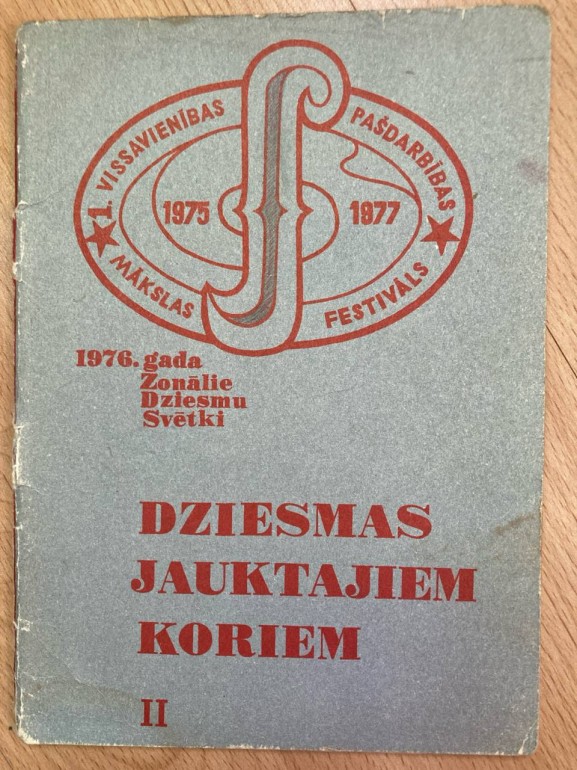 1. VISSAVIENĪBAS PAŠDARBĪBAS
1975 1977
MĀKSLAS FESTIVĀLS
1976. gada
Zonālie
Dziesmu
Svētki
DZIESMAS
JAUKTAJIEM
KORIEM
II